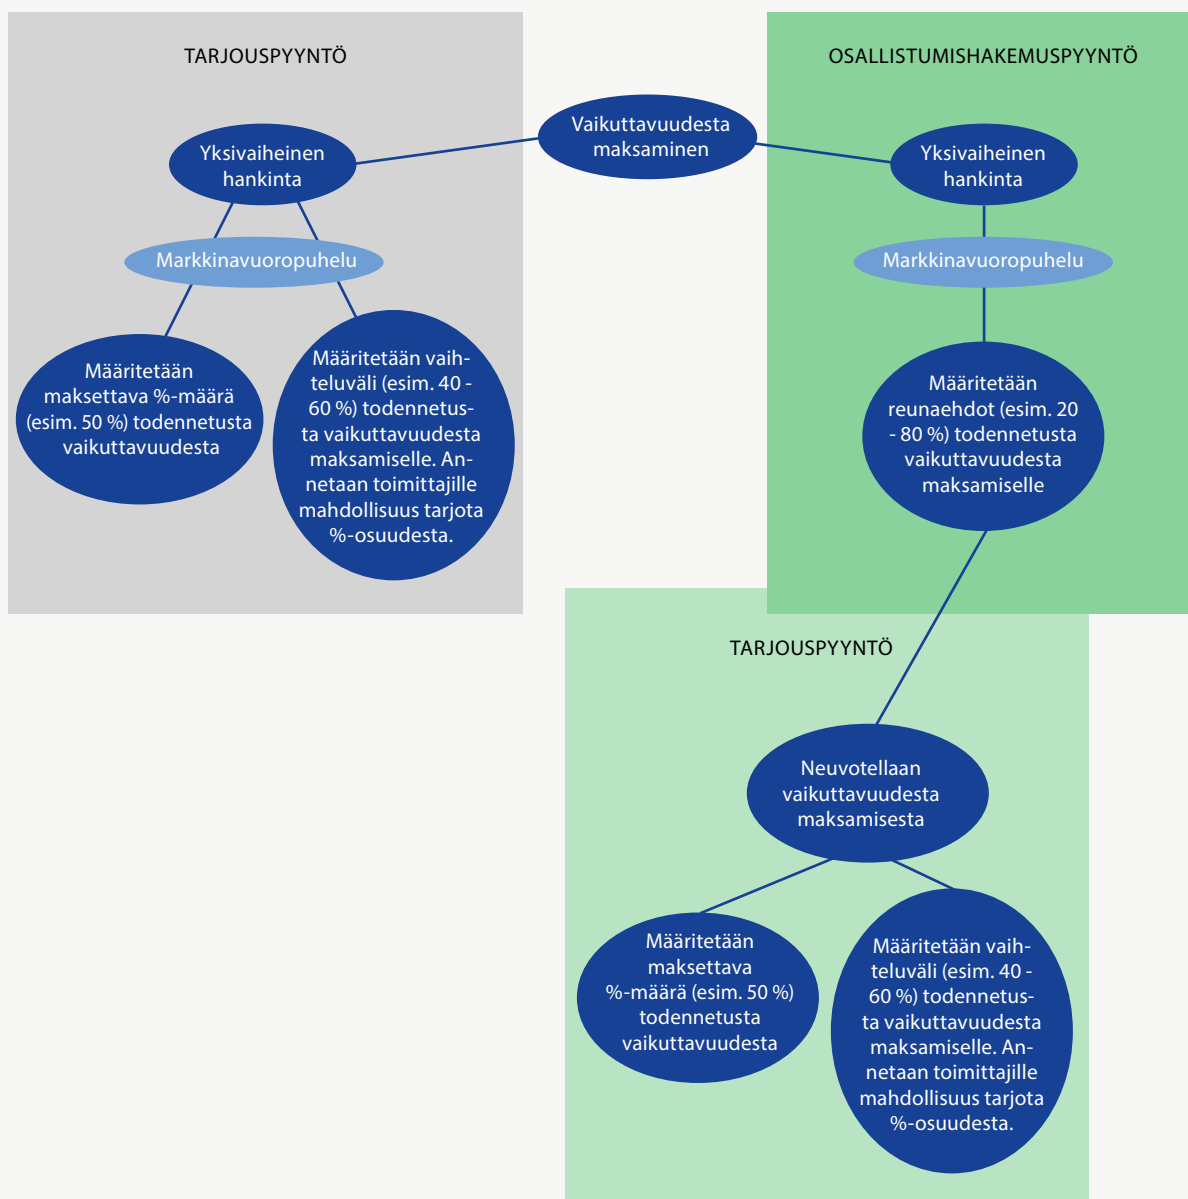 TARJOUSPYYNTÖ
Yksivaiheinen
hankinta
Markkinavuoropuhelu
Määritetään
maksettava %-määrä
(esim. 50 %) todennetusta
vaikuttavuudesta
Määritetään vaih-
teluväli (esim. 40 -
60 %) todennetus-
ta vaikuttavuudesta
maksamiselle. An-
netaan toimittajille
mahdollisuus tarjota
%-osuudesta.
Vaikuttavuudesta
maksaminen
OSALLISTUMISHAKEMUSPYYNTÖ
Yksivaiheinen
hankinta
Markkinavuoropuhelu
Määritetään
reunaehdot (esim. 20
- 80 %) todennetusta
vaikuttavuudesta
maksamiselle
TARJOUSPYYNTÖ
Neuvotellaan
vaikuttavuudesta
maksamisesta
Määritetään
maksettava
%-määrä (esim. 50 %)
todennetusta
vaikuttavuudesta
Määritetään vaih-
teluväli (esim. 40 -
60 %) todennetus-
ta vaikuttavuudesta
maksamiselle. An-
netaan toimittajille
mahdollisuus tarjota
%-osuudesta.